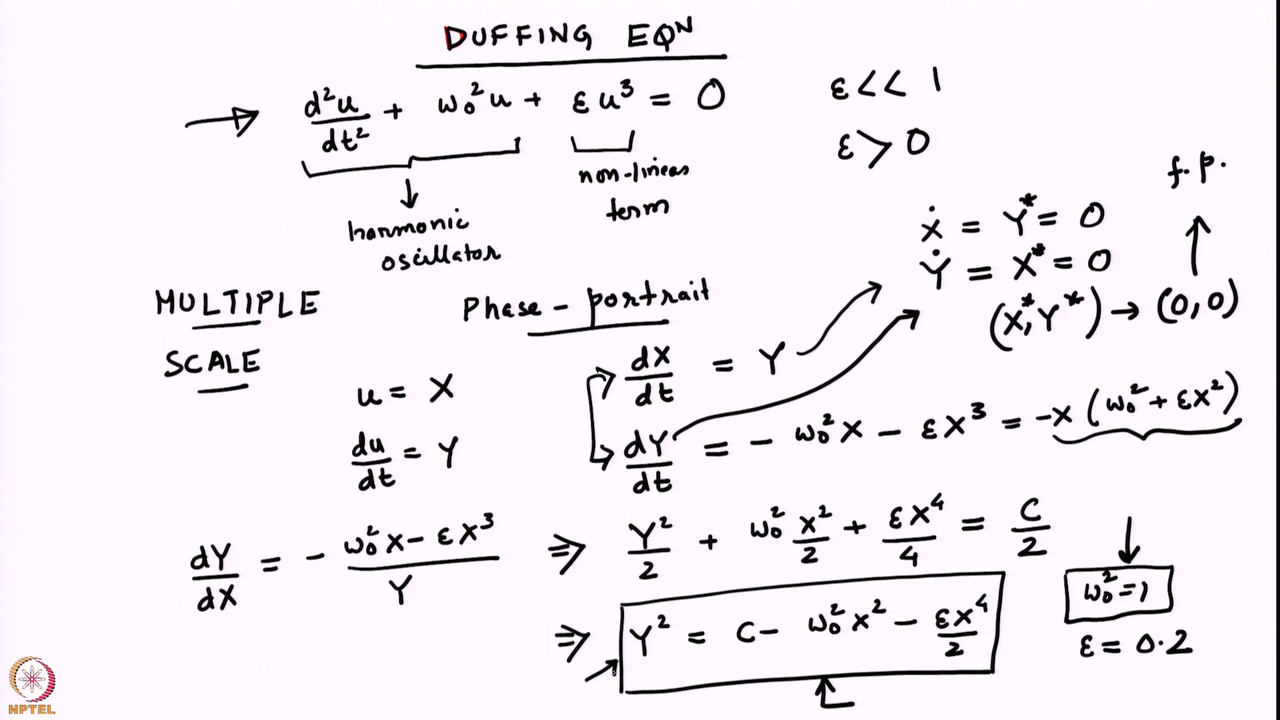 DUFFING EQᴺ
→ d²u/dt² + ω₀²u + εu³ = 0
ε << 1
ε > 0
harmonic
oscillator
non-linear
term
f.p.
Ẋ = Y* = 0
Ẏ = X* = 0
(X*, Y*) → (0,0)
MULTIPLE
SCALE
Phase - portrait
u = X
du/dt = Y
dX/dt = Y
dY/dt = - ω₀²X - εX³ = -X (ω₀² + εX²)
dY/dX = - ω₀²X - εX³/Y ⇒ Y²/2 + ω₀² X²/2 + εX⁴/4 = C/2
⇒ Y² = C - ω₀²X² - εX⁴/2
ω₀² = 1
ε = 0.2
NPTEL